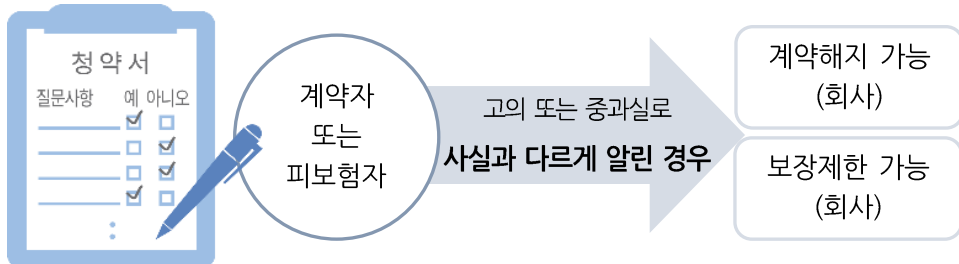 청약서
질문사항 예 아니오
:
계약자
또는
피보험자
고의 또는 중과실로
사실과 다르게 알린 경우
계약해지 가능
(회사)
보장제한 가능
(회사)